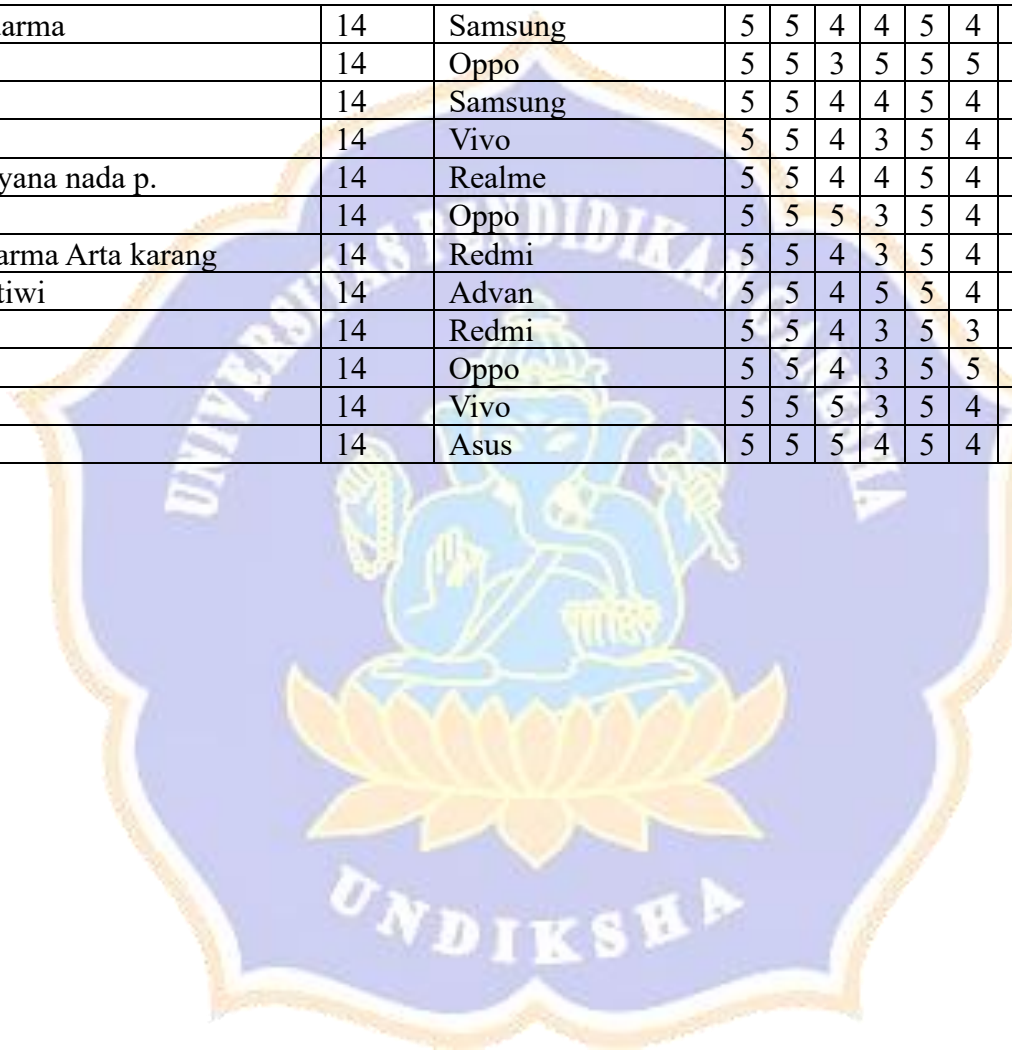 arma 14 Samsung 5 5 4 4 5 4
14 Oppo 5 5 3 5 5 5
14 Samsung 5 5 4 4 5 4
14 Vivo 5 5 4 3 5 4
yana nada p. 14 Realme 5 5 4 4 5 4
14 Oppo 5 5 5 3 5 4
arma Arta karang 14 Redmi 5 5 4 3 5 4
tiwi 14 Advan 5 5 4 5 5 4
14 Redmi 5 5 4 3 5 3
14 Oppo 5 5 4 3 5 5
14 Vivo 5 5 5 3 5 4
14 Asus 5 5 5 4 5 4
UNIVERSITAS PENDIDIKAN GANESHA
UNDIKSHA